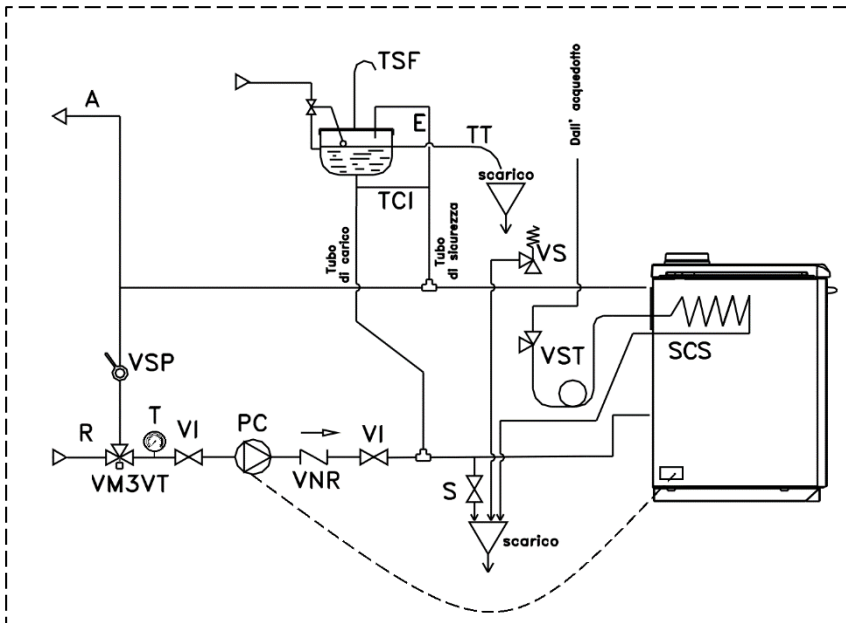 TSF
A
E
TT
Dall' acquedotto
scarico
TCI
Tubo
di carico
Tubo
di sicurezza
VS
VST
SCS
VSP
R
T
VI
PC
VI
VM3VT
VNR
S
scarico